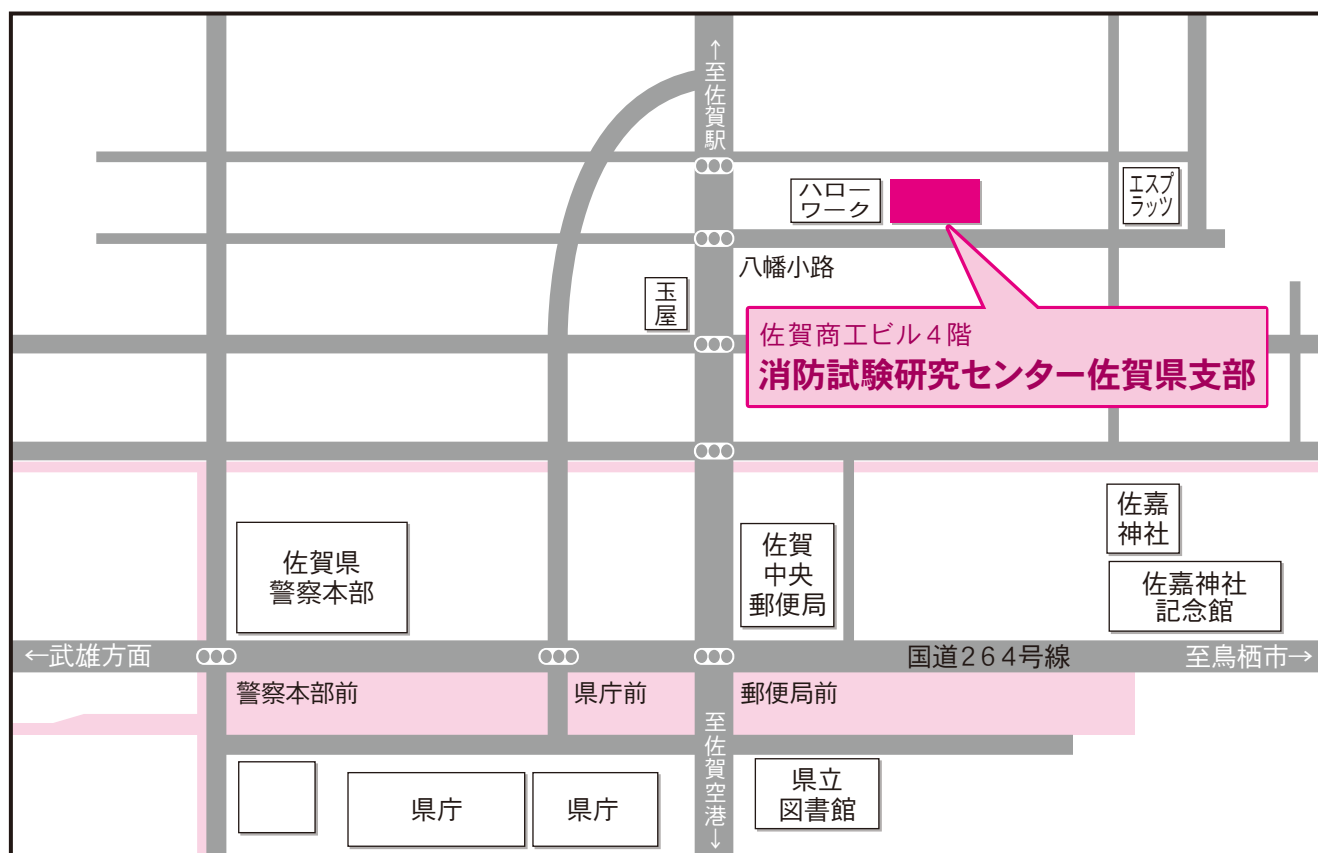 ↑至佐賀駅
ハロー
ワーク
エスプ
ラッツ
八幡小路
玉屋
佐賀商工ビル４階
消防試験研究センター佐賀県支部
佐賀県
警察本部
佐賀
中央
郵便局
佐嘉
神社
佐嘉神社
記念館
←武雄方面
国道２６４号線
至鳥栖市→
警察本部前
県庁前
郵便局前
至佐賀空港→
県庁
県庁
県立
図書館